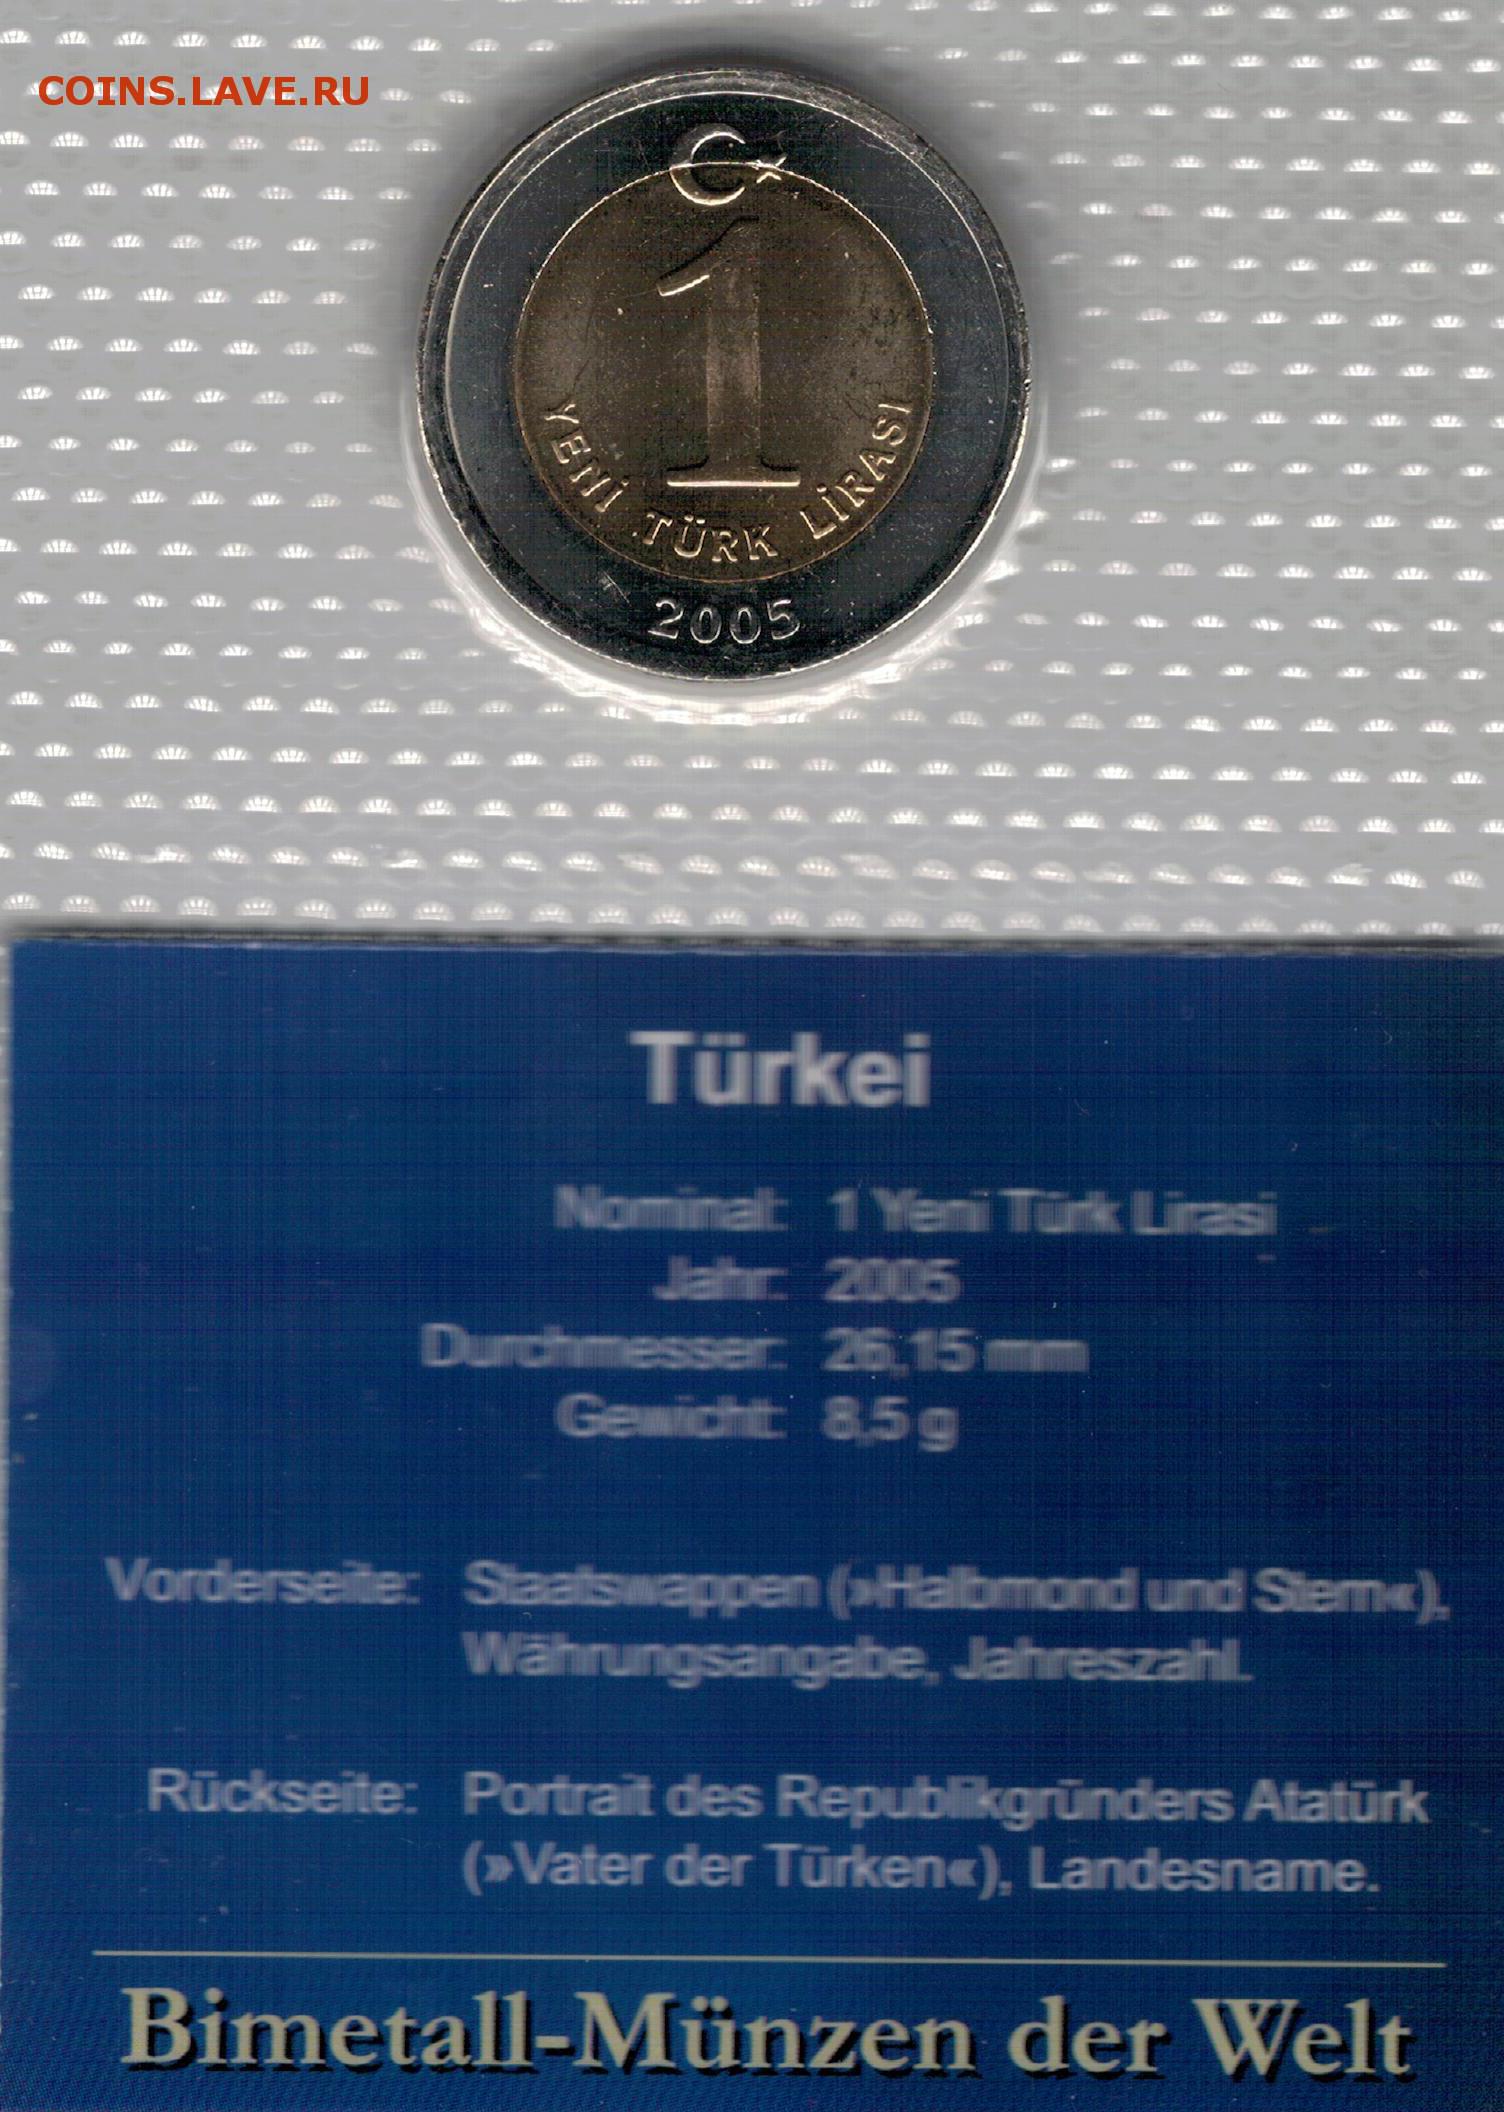 COINS.LAVE.RU
1
YENİ TÜRK LİRASI
2005
Türkei
Nominal: 1 Yeni Türk Lirasi
Jahr: 2005
Durchmesser: 26,15 mm
Gewicht: 8,5 g
Vorderseite: Staatswappen (»Halbmond und Stern«),
Währungsangabe, Jahreszahl.
Rückseite: Portrait des Republikgründers Atatürk
(»Vater der Türken«), Landesname.
Bimetall-Münzen der Welt